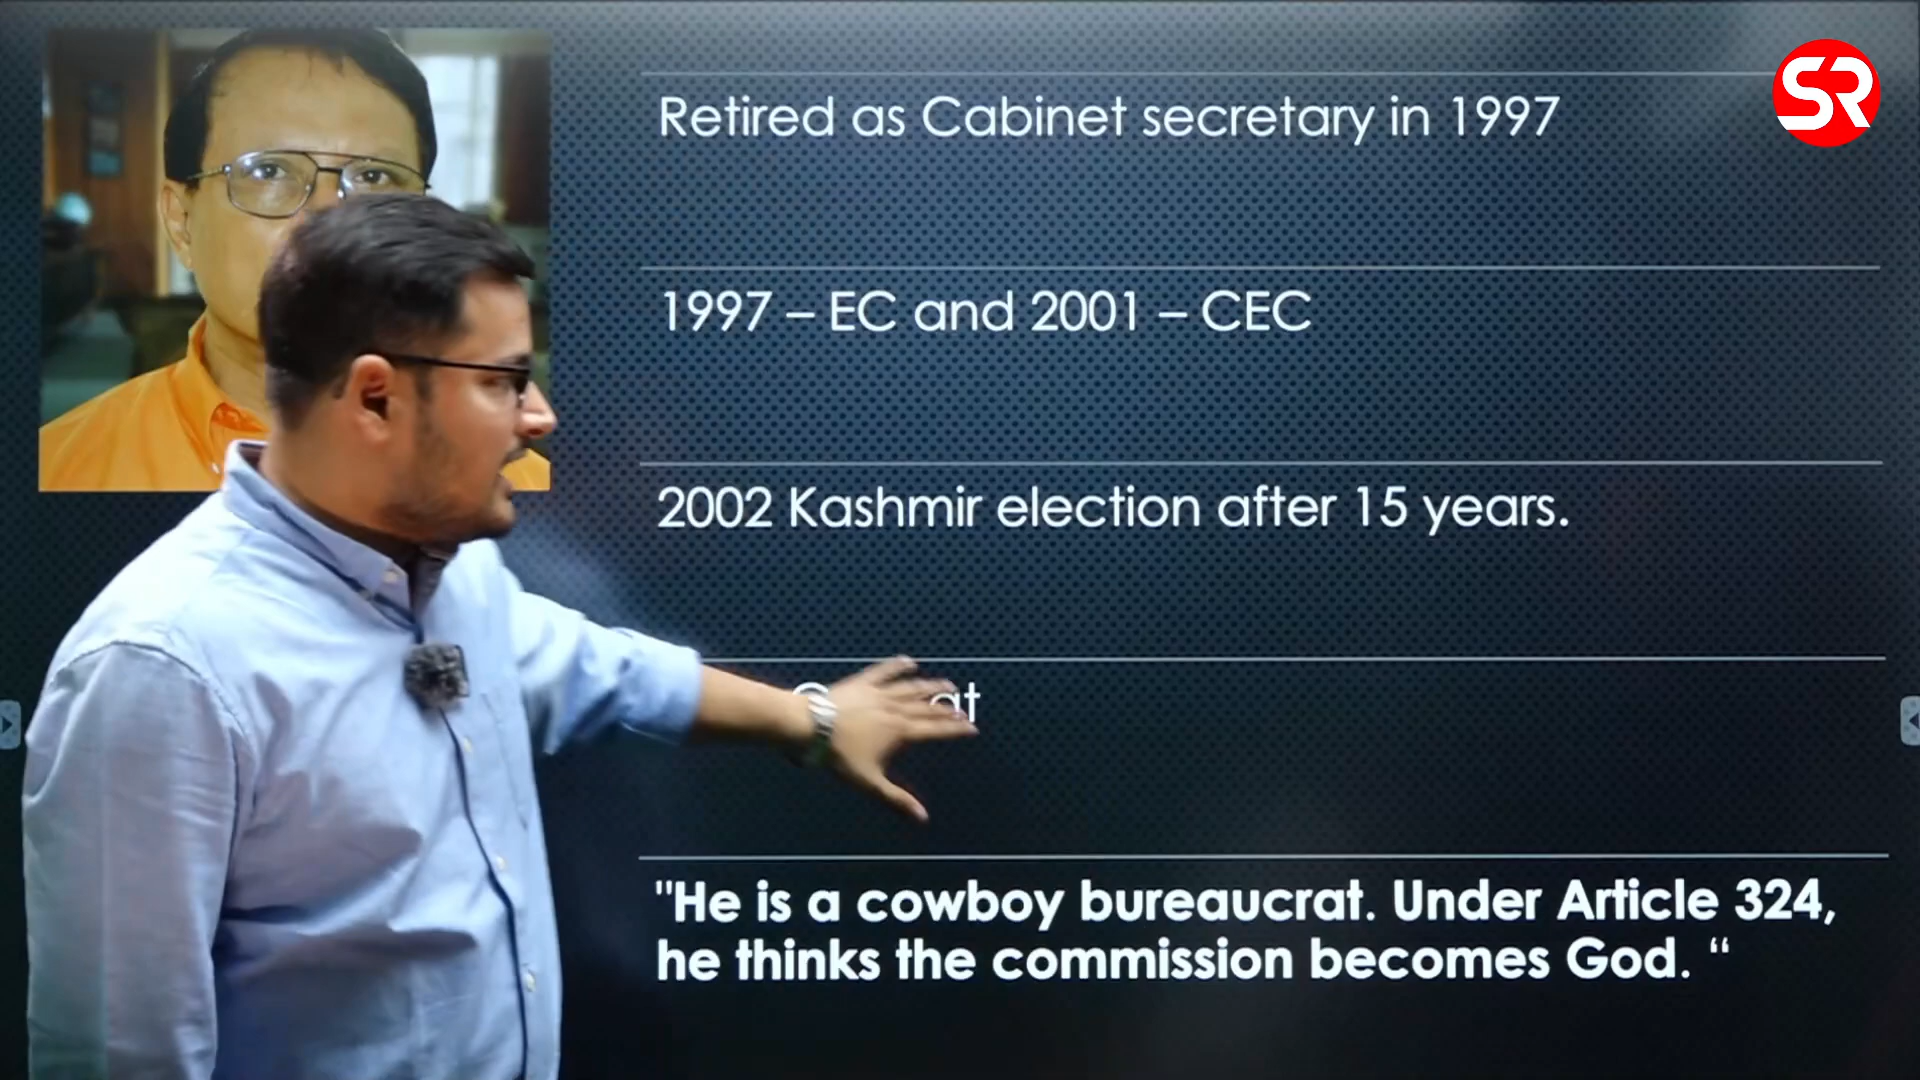 SR
Retired as Cabinet secretary in 1997
1997 – EC and 2001 – CEC
2002 Kashmir election after 15 years.
"He is a cowboy bureaucrat. Under Article 324,
he thinks the commission becomes God. “